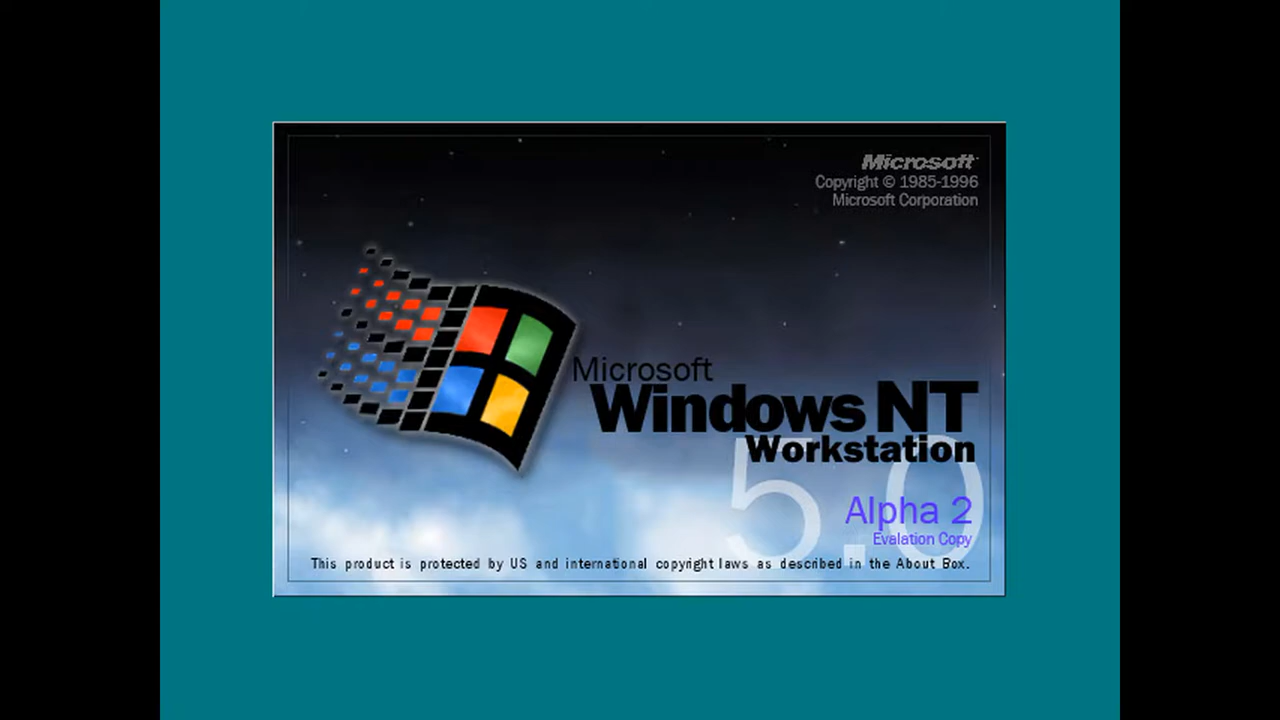 Microsoft
Copyright © 1985-1996
Microsoft Corporation
Microsoft
Windows NT
Workstation
5.0
Alpha 2
Evalation Copy
This product is protected by US and international copyright laws as described in the About Box.